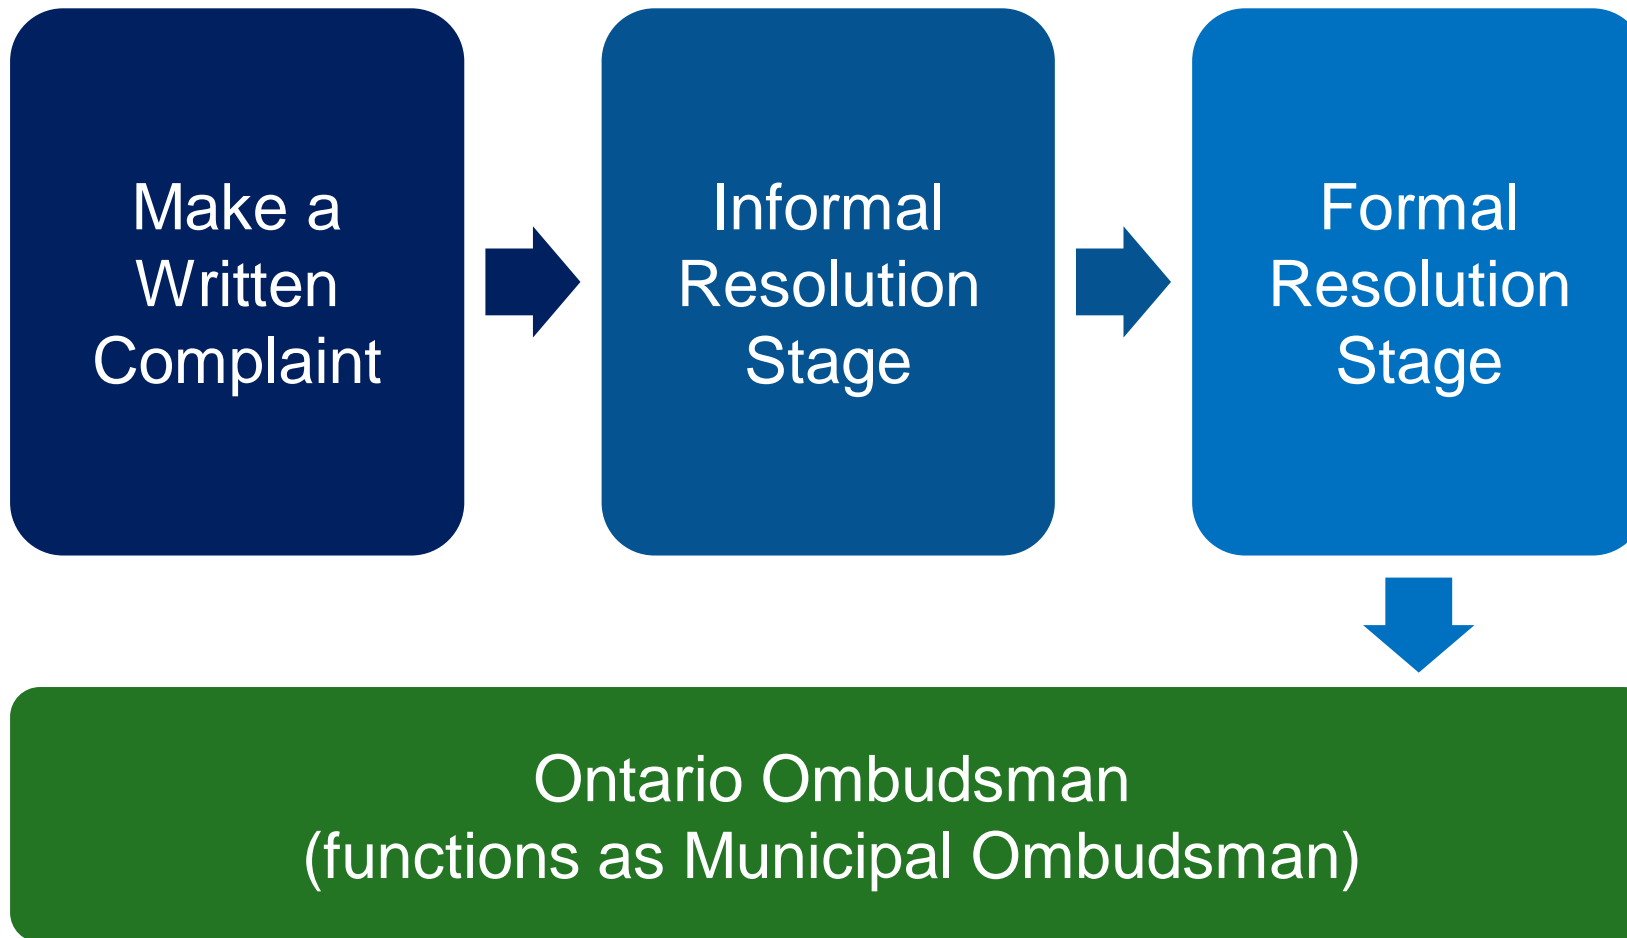 Make a
Written
Complaint
Informal
Resolution
Stage
Formal
Resolution
Stage
Ontario Ombudsman
(functions as Municipal Ombudsman)